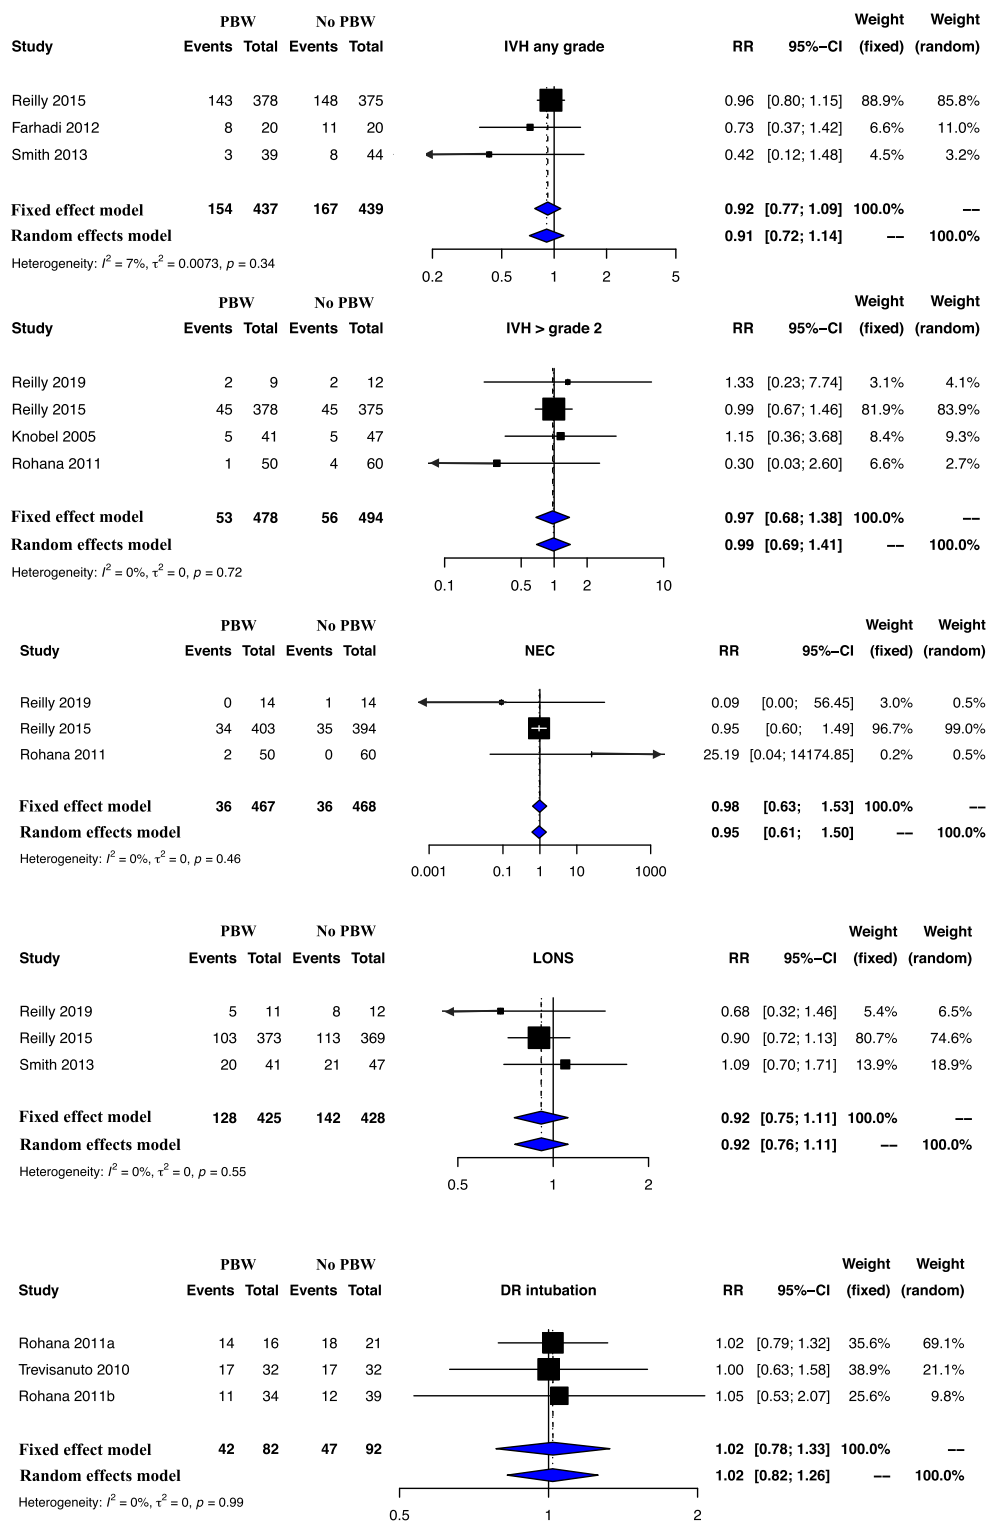 PBW No PBW Weight Weight
Study Events Total Events Total IVH any grade RR 95%−CI (fixed) (random)
Reilly 2015 143 378 148 375 0.96 [0.80; 1.15] 88.9% 85.8%
Farhadi 2012 8 20 11 20 0.73 [0.37; 1.42] 6.6% 11.0%
Smith 2013 3 39 8 44 0.42 [0.12; 1.48] 4.5% 3.2%
Fixed effect model 154 437 167 439 0.92 [0.77; 1.09] 100.0% −−
Random effects model 0.91 [0.72; 1.14] −− 100.0%
Heterogeneity: I² = 7%, τ² = 0.0073, p = 0.34
0.2 0.5 1 2 5
PBW No PBW Weight Weight
Study Events Total Events Total IVH > grade 2 RR 95%−CI (fixed) (random)
Reilly 2019 2 9 2 12 1.33 [0.23; 7.74] 3.1% 4.1%
Reilly 2015 45 378 45 375 0.99 [0.67; 1.46] 81.9% 83.9%
Knobel 2005 5 41 5 47 1.15 [0.36; 3.68] 8.4% 9.3%
Rohana 2011 1 50 4 60 0.30 [0.03; 2.60] 6.6% 2.7%
Fixed effect model 53 478 56 494 0.97 [0.68; 1.38] 100.0% −−
Random effects model 0.99 [0.69; 1.41] −− 100.0%
Heterogeneity: I² = 0%, τ² = 0, p = 0.72
0.1 0.5 1 2 10
PBW No PBW Weight Weight
Study Events Total Events Total NEC RR 95%−CI (fixed) (random)
Reilly 2019 0 14 1 14 0.09 [0.00; 56.45] 3.0% 0.5%
Reilly 2015 34 403 35 394 0.95 [0.60; 1.49] 96.7% 99.0%
Rohana 2011 2 50 0 60 25.19 [0.04; 14174.85] 0.2% 0.5%
Fixed effect model 36 467 36 468 0.98 [0.63; 1.53] 100.0% −−
Random effects model 0.95 [0.61; 1.50] −− 100.0%
Heterogeneity: I² = 0%, τ² = 0, p = 0.46
0.001 0.1 1 10 1000
PBW No PBW Weight Weight
Study Events Total Events Total LONS RR 95%−CI (fixed) (random)
Reilly 2019 5 11 8 12 0.68 [0.32; 1.46] 5.4% 6.5%
Reilly 2015 103 373 113 369 0.90 [0.72; 1.13] 80.7% 74.6%
Smith 2013 20 41 21 47 1.09 [0.70; 1.71] 13.9% 18.9%
Fixed effect model 128 425 142 428 0.92 [0.75; 1.11] 100.0% −−
Random effects model 0.92 [0.76; 1.11] −− 100.0%
Heterogeneity: I² = 0%, τ² = 0, p = 0.55
0.5 1 2
PBW No PBW Weight Weight
Study Events Total Events Total DR intubation RR 95%−CI (fixed) (random)
Rohana 2011a 14 16 18 21 1.02 [0.79; 1.32] 35.6% 69.1%
Trevisanuto 2010 17 32 17 32 1.00 [0.63; 1.58] 38.9% 21.1%
Rohana 2011b 11 34 12 39 1.05 [0.53; 2.07] 25.6% 9.8%
Fixed effect model 42 82 47 92 1.02 [0.78; 1.33] 100.0% −−
Random effects model 1.02 [0.82; 1.26] −− 100.0%
Heterogeneity: I² = 0%, τ² = 0, p = 0.99
0.5 1 2